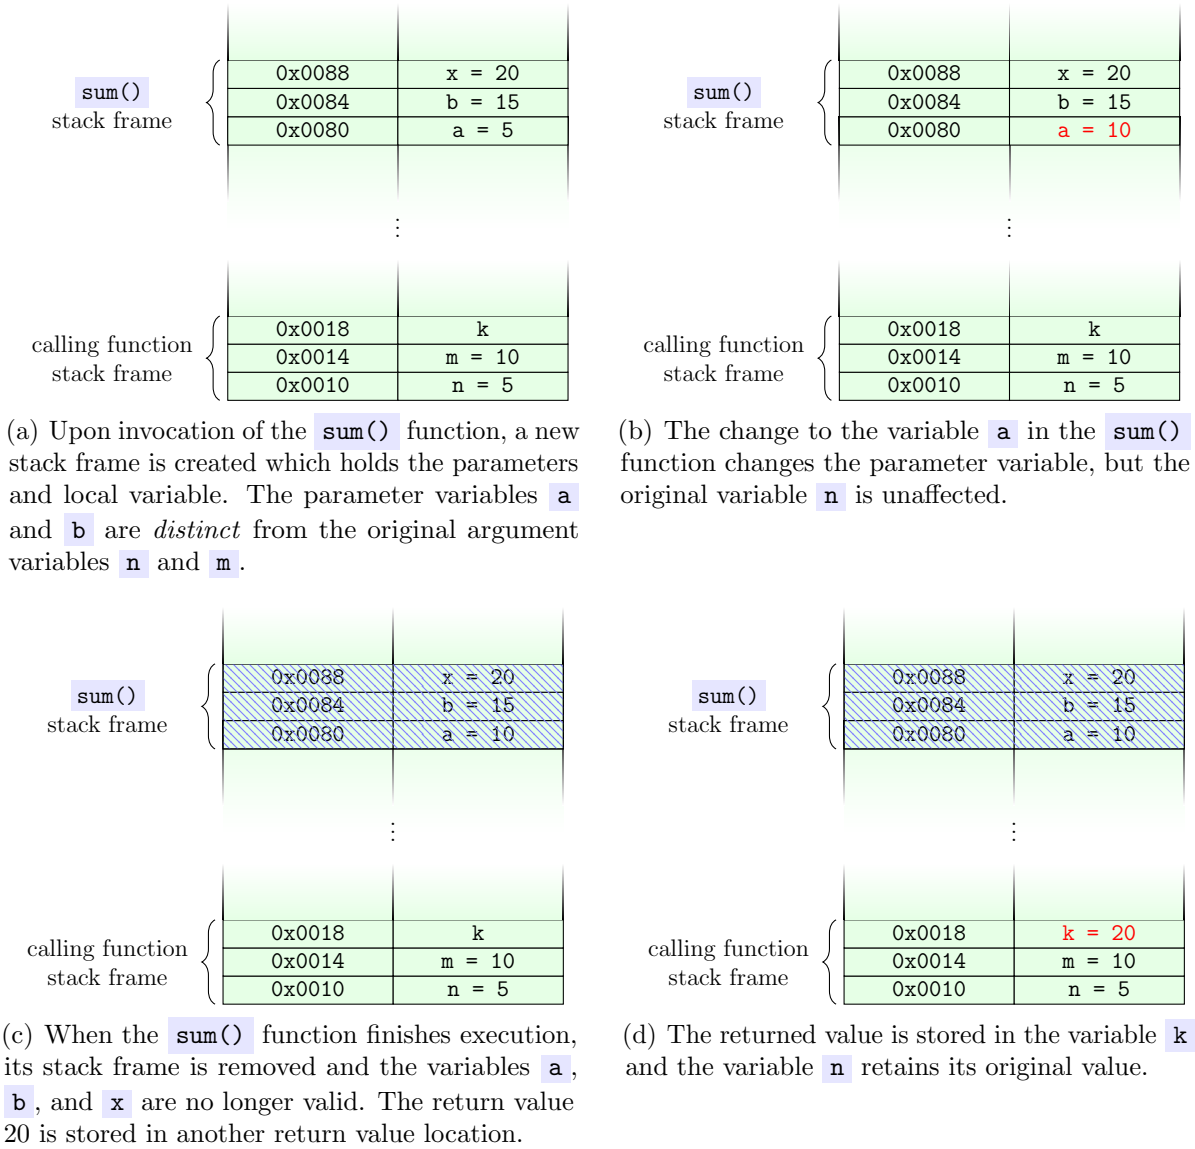 0x0088 x = 20
sum() 0x0084 b = 15
stack frame 0x0080 a = 5
⋮
0x0018 k
calling function 0x0014 m = 10
stack frame 0x0010 n = 5
(a) Upon invocation of the sum() function, a new
stack frame is created which holds the parameters
and local variable. The parameter variables a
and b are distinct from the original argument
variables n and m.
0x0088 x = 20
sum() 0x0084 b = 15
stack frame 0x0080 a = 10
⋮
0x0018 k
calling function 0x0014 m = 10
stack frame 0x0010 n = 5
(b) The change to the variable a in the sum()
function changes the parameter variable, but the
original variable n is unaffected.
0x0088 x = 20
sum() 0x0084 b = 15
stack frame 0x0080 a = 10
⋮
0x0018 k
calling function 0x0014 m = 10
stack frame 0x0010 n = 5
(c) When the sum() function finishes execution,
its stack frame is removed and the variables a,
b, and x are no longer valid. The return value
20 is stored in another return value location.
0x0088 x = 20
sum() 0x0084 b = 15
stack frame 0x0080 a = 10
⋮
0x0018 k = 20
calling function 0x0014 m = 10
stack frame 0x0010 n = 5
(d) The returned value is stored in the variable k
and the variable n retains its original value.